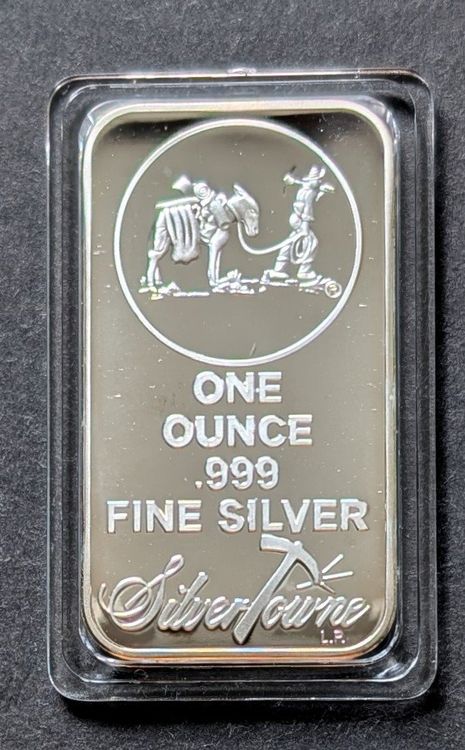 ®
ONE
OUNCE
.999
FINE SILVER
SilverTowne
L.P.